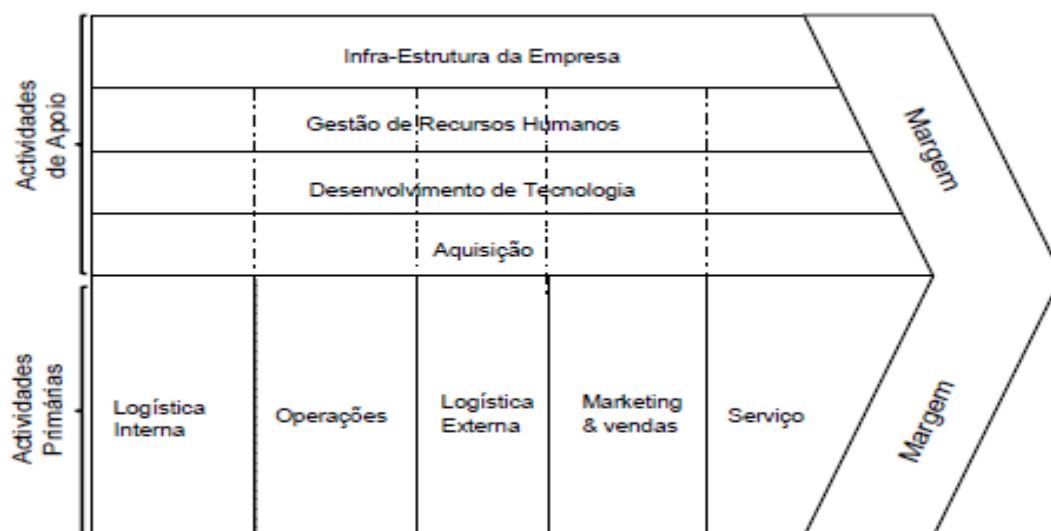 Actividades
de Apoio
Infra-Estrutura da Empresa
Gestão de Recursos Humanos
Desenvolvimento de Tecnologia
Aquisição
Margem
Actividades
Primárias
Logística
Interna
Operações
Logística
Externa
Marketing
& vendas
Serviço
Margem